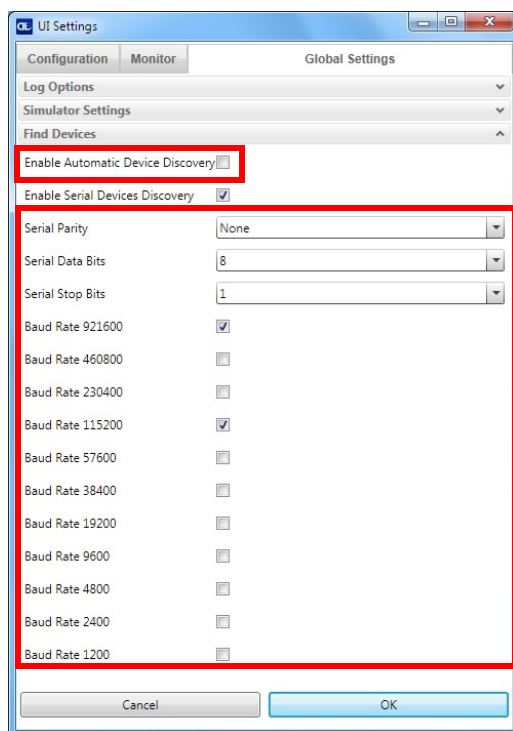 UI Settings
Configuration Monitor Global Settings
Log Options
Simulator Settings
Find Devices
Enable Automatic Device Discovery
Enable Serial Devices Discovery
Serial Parity None
Serial Data Bits 8
Serial Stop Bits 1
Baud Rate 921600
Baud Rate 460800
Baud Rate 230400
Baud Rate 115200
Baud Rate 57600
Baud Rate 38400
Baud Rate 19200
Baud Rate 9600
Baud Rate 4800
Baud Rate 2400
Baud Rate 1200
Cancel OK